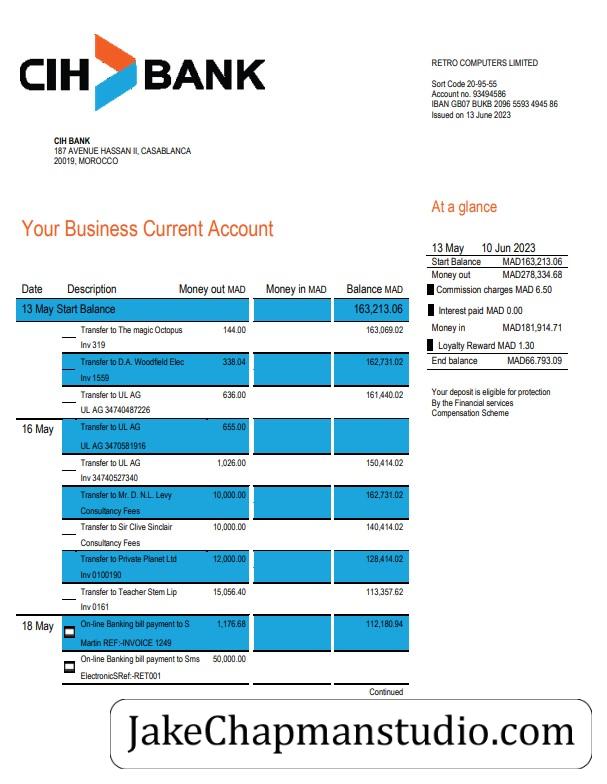 CIH BANK
RETRO COMPUTERS LIMITED
Sort Code 20-95-55
Account no. 93494586
IBAN GB07 BUKB 2096 5593 4945 86
Issued on 13 June 2023
CIH BANK
187 AVENUE HASSAN II, CASABLANCA
20019, MOROCCO
Your Business Current Account
At a glance
13 May 10 Jun 2023
Start Balance MAD163,213.06
Money out MAD278,334.68
Commission charges MAD 6.50
Interest paid MAD 0.00
Money in MAD181,914.71
Loyalty Reward MAD 1.30
End balance MAD66.793.09
Your deposit is eligible for protection
By the Financial services
Compensation Scheme
Date Description Money out MAD Money in MAD Balance MAD
13 May Start Balance 163,213.06
Transfer to The magic Octopus 144.00 163,069.02
Inv 319
Transfer to D.A. Woodfield Elec 338.04 162,731.02
Inv 1559
Transfer to UL AG 636.00 161,440.02
UL AG 34740487226
16 May Transfer to UL AG 655.00
UL AG 3470581916
Transfer to UL AG 1,026.00 150,414.02
Inv 34740527340
Transfer to Mr. D. N.L. Levy 10,000.00 162,731.02
Consultancy Fees
Transfer to Sir Clive Sinclair 10,000.00 140,414.02
Consultancy Fees
Transfer to Private Planet Ltd 12,000.00 128,414.02
Inv 0100190
Transfer to Teacher Stem Lip 15,056.40 113,357.62
Inv 0161
18 May On-line Banking bill payment to S 1,176.68 112,180.94
Martin REF:-INVOICE 1249
On-line Banking bill payment to Sms 50,000.00
ElectronicSRef:-RET001
Continued
JakeChapmanstudio.com